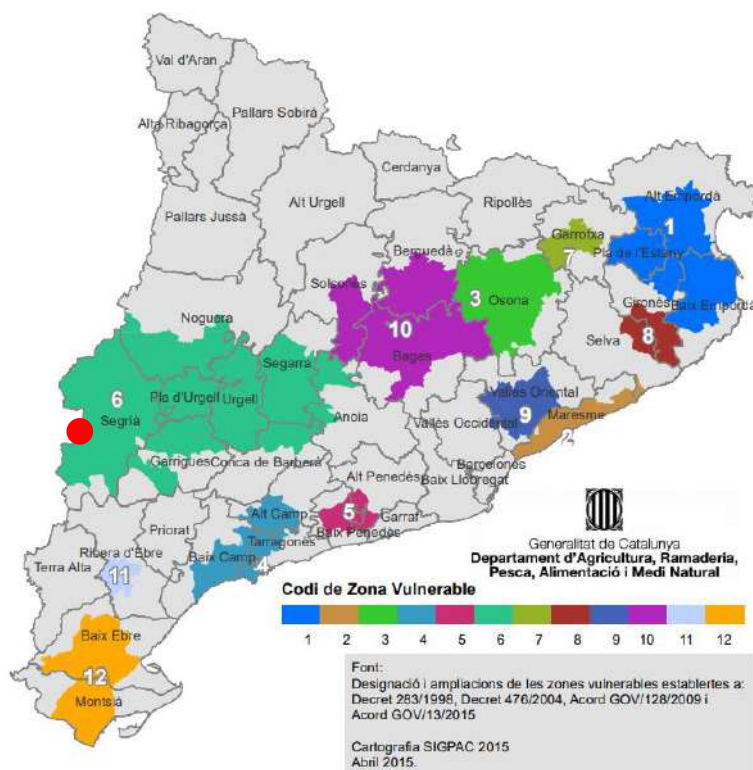 Val d'Aran
Pallars Sobirà
Alta Ribagorça
Cerdanya
Alt Urgell
Ripollès
Alt Empordà
1
Pallars Jussà
Garrotxa
7
Pla de l'Estany
Berguedà
Solsonès
3
Osona
Gironès
Baix Empordà
Noguera
10
8
Selva
Bages
Segarra
6
Pla d'Urgell
Urgell
Vallès Oriental
Segrià
Anoia
9
Maresme
Vallès Occidental
2
Garrigues
Conca de Barberà
Barcelonès
Alt Penedès
Baix Llobregat
Alt Camp
5
Garraf
Priorat
Baix Penedès
Tarragonès
Ribera d'Ebre
Baix Camp
4
Terra Alta
11
Baix Ebre
12
Montsià
Generalitat de Catalunya
Departament d'Agricultura, Ramaderia,
Pesca, Alimentació i Medi Natural
Codi de Zona Vulnerable
1 2 3 4 5 6 7 8 9 10 11 12
Font:
Designació i ampliacions de les zones vulnerables establertes a:
Decret 283/1998, Decret 476/2004, Acord GOV/128/2009 i
Acord GOV/13/2015
Cartografia SIGPAC 2015
Abril 2015.